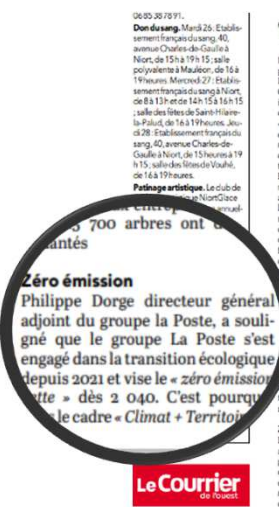 06 85 38 78 91.
Don du sang. Mardi 26 : Etablis-
sement français du sang, 40,
avenue Charles-de-Gaulle à
Niort, de 15 h à 19 h 15 ; salle
polyvalente à Mauléon, de 16 à
19 heures. Mercredi 27 : Etablis-
sement français du sang à Niort,
de 8 à 13 h et de 14 h 15 à 16 h 15
; salle des fêtes de Saint-Hilaire-
la-Palud, de 16 à 19 heures. Jeu-
di 28 : Etablissement français du
sang, 40, avenue Charles-de-
Gaulle à Niort, de 15 heures à 19
h 15 ; salle des fêtes de Vouhé,
de 16 à 19 heures.
Patinage artistique. Le club de
NiortGlace
700 arbres ont
Zéro émission
Philippe Dorge directeur général
adjoint du groupe la Poste, a souli-
gné que le groupe La Poste s'est
engagé dans la transition écologique
depuis 2021 et vise le « zéro émission
» dès 2 040. C'est pourquoi
le cadre « Climat + Territoi
Le Courrier
de l'ouest